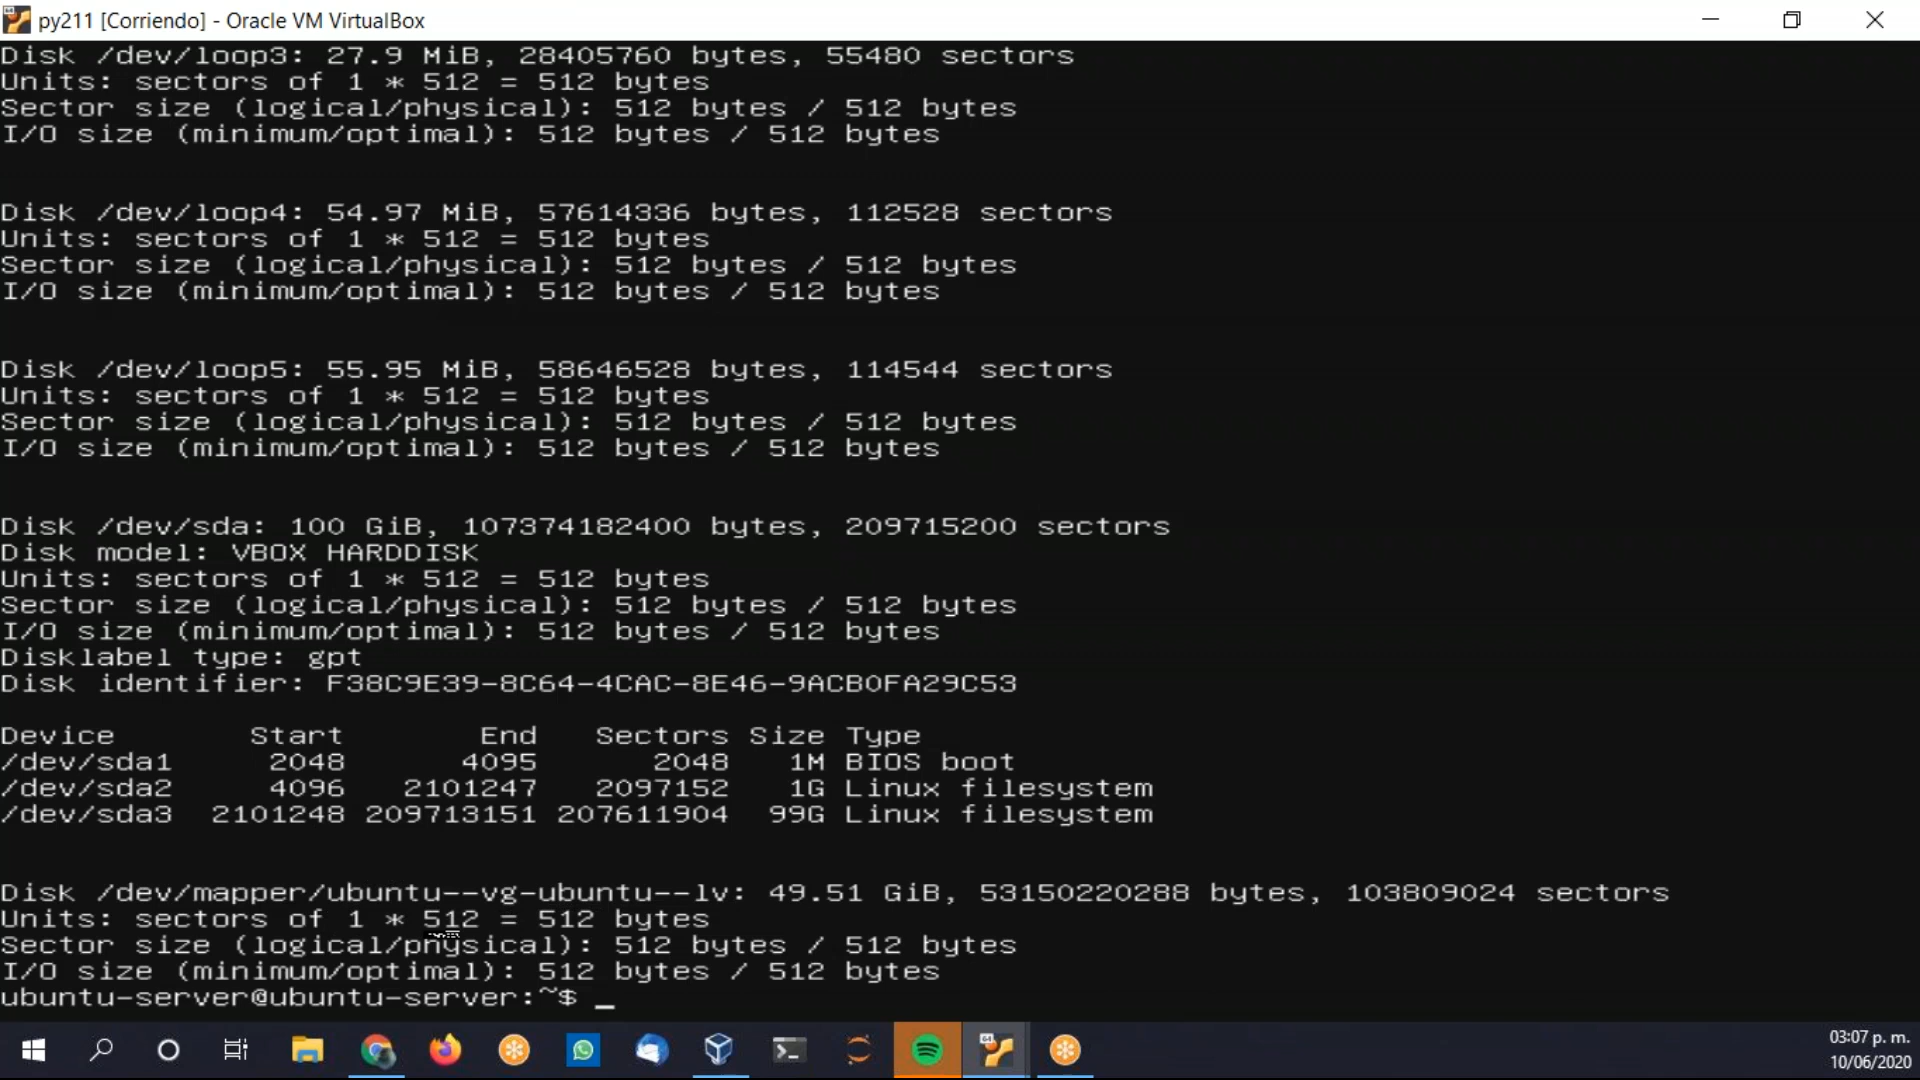 py211 [Corriendo] - Oracle VM VirtualBox
Disk /dev/loop3: 27.9 MiB, 28405760 bytes, 55480 sectors
Units: sectors of 1 * 512 = 512 bytes
Sector size (logical/physical): 512 bytes / 512 bytes
I/O size (minimum/optimal): 512 bytes / 512 bytes
Disk /dev/loop4: 54.97 MiB, 57614336 bytes, 112528 sectors
Units: sectors of 1 * 512 = 512 bytes
Sector size (logical/physical): 512 bytes / 512 bytes
I/O size (minimum/optimal): 512 bytes / 512 bytes
Disk /dev/loop5: 55.95 MiB, 58646528 bytes, 114544 sectors
Units: sectors of 1 * 512 = 512 bytes
Sector size (logical/physical): 512 bytes / 512 bytes
I/O size (minimum/optimal): 512 bytes / 512 bytes
Disk /dev/sda: 100 GiB, 107374182400 bytes, 209715200 sectors
Disk model: VBOX HARDDISK
Units: sectors of 1 * 512 = 512 bytes
Sector size (logical/physical): 512 bytes / 512 bytes
I/O size (minimum/optimal): 512 bytes / 512 bytes
Disklabel type: gpt
Disk identifier: F38C9E39-8C64-4CAC-8E46-9ACB0FA29C53
Device Start End Sectors Size Type
/dev/sda1 2048 4095 2048 1M BIOS boot
/dev/sda2 4096 2101247 2097152 1G Linux filesystem
/dev/sda3 2101248 209713151 207611904 99G Linux filesystem
Disk /dev/mapper/ubuntu--vg-ubuntu--lv: 49.51 GiB, 53150220288 bytes, 103809024 sectors
Units: sectors of 1 * 512 = 512 bytes
Sector size (logical/physical): 512 bytes / 512 bytes
I/O size (minimum/optimal): 512 bytes / 512 bytes
ubuntu-server@ubuntu-server:~$ _
03:07 p. m.
10/06/2020